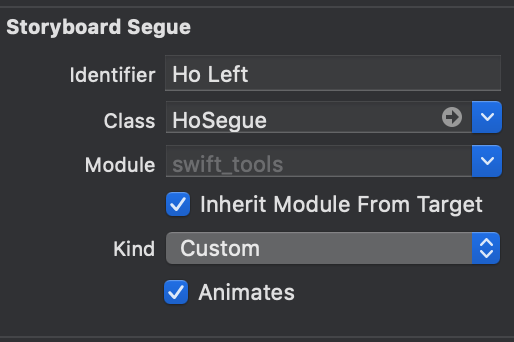 Storyboard Segue
Identifier Ho Left
Class HoSegue
Module swift_tools
Inherit Module From Target
Kind Custom
Animates